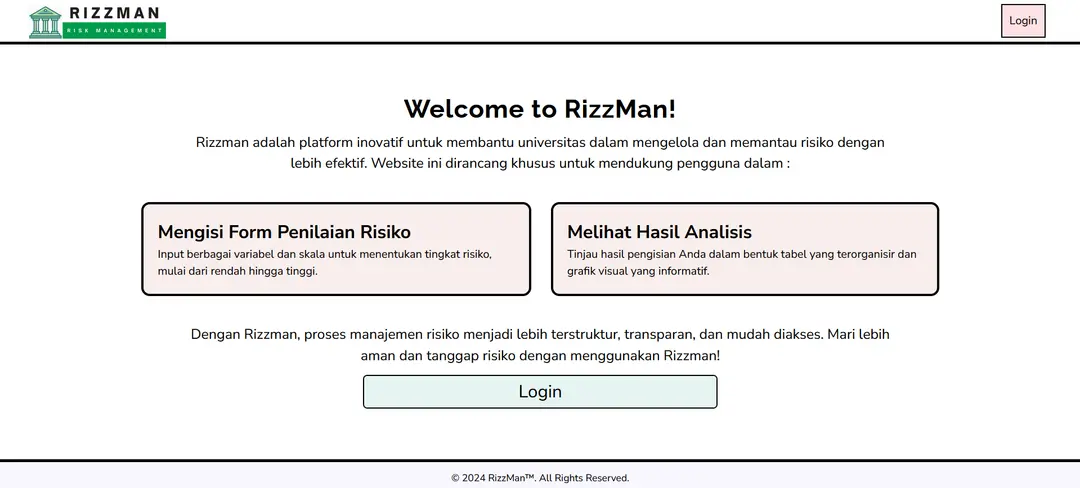 RIZZMAN
RISK MANAGEMENT
Login
Welcome to RizzMan!
Rizzman adalah platform inovatif untuk membantu universitas dalam mengelola dan memantau risiko dengan
lebih efektif. Website ini dirancang khusus untuk mendukung pengguna dalam :
Mengisi Form Penilaian Risiko
Input berbagai variabel dan skala untuk menentukan tingkat risiko,
mulai dari rendah hingga tinggi.
Melihat Hasil Analisis
Tinjau hasil pengisian Anda dalam bentuk tabel yang terorganisir dan
grafik visual yang informatif.
Dengan Rizzman, proses manajemen risiko menjadi lebih terstruktur, transparan, dan mudah diakses. Mari lebih
aman dan tanggap risiko dengan menggunakan Rizzman!
Login
© 2024 RizzMan™. All Rights Reserved.